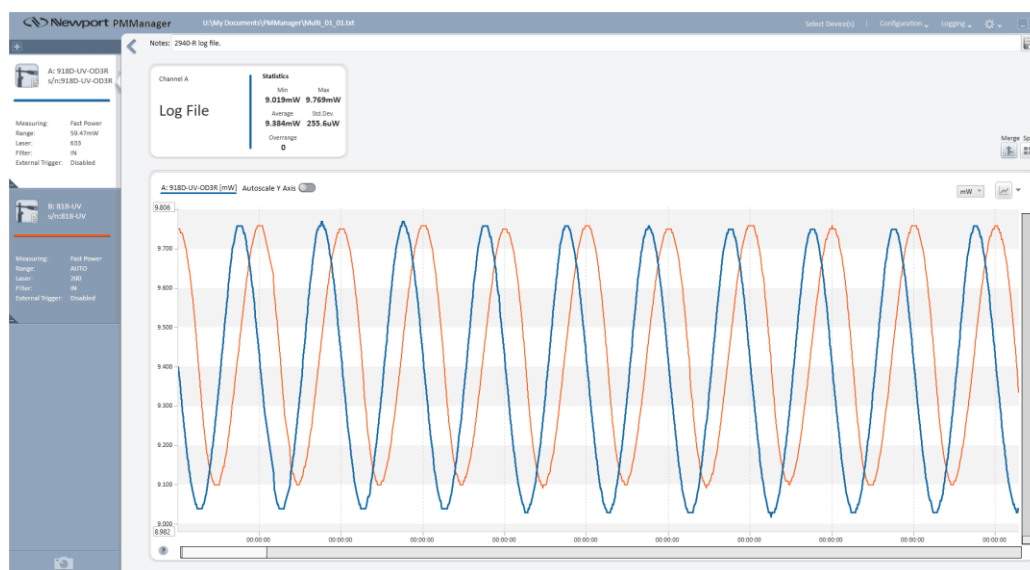 Newport PMManager U:\My Documents\PMManager\Multi_01_01.txt Select Device(s) | Configuration Logging
+
Notes: 2940-R log file.
A: 918D-UV-OD3R
s/n:918D-UV-OD3R
Measuring: Fast Power
Range: 59.47mW
Laser: 633
Filter: IN
External Trigger: Disabled
B: 818-UV
s/n:818-UV
Measuring: Fast Power
Range: AUTO
Laser: 200
Filter: IN
External Trigger: Disabled
Channel A
Log File
Statistics
Min Max
9.019mW 9.769mW
Average Std.Dev.
9.384mW 255.6uW
Overrange
0
Merge Sp
A: 918D-UV-OD3R [mW] Autoscale Y Axis mW
9.806
9.700
9.600
9.500
9.400
9.300
9.200
9.100
9.000
8.982
00:00:00 00:00:00 00:00:00 00:00:00 00:00:00 00:00:00 00:00:00 00:00:00 00:00:00 00:00:00
?